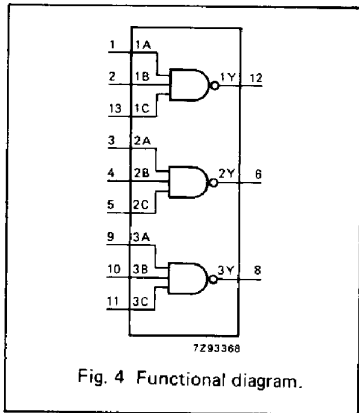 1 1A
2 1B 1Y 12
13 1C
3 2A
4 2B 2Y 6
5 2C
9 3A
10 3B 3Y 8
11 3C
7293368
Fig. 4 Functional diagram.